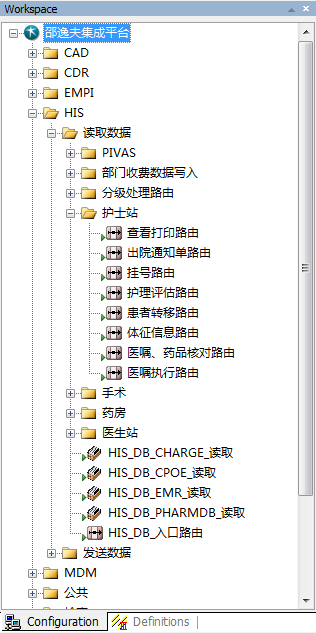 Workspace
邵逸夫集成平台
CAD
CDR
EMPI
HIS
读取数据
PIVAS
部门收费数据写入
分级处理路由
护士站
查看打印路由
出院通知单路由
挂号路由
护理评估路由
患者转移路由
体征信息路由
医嘱、药品核对路由
医嘱执行路由
手术
药房
医生站
HIS_DB_CHARGE_读取
HIS_DB_CPOE_读取
HIS_DB_EMR_读取
HIS_DB_PHARMDB_读取
HIS_DB_入口路由
发送数据
MDM
公共
Configuration Definitions